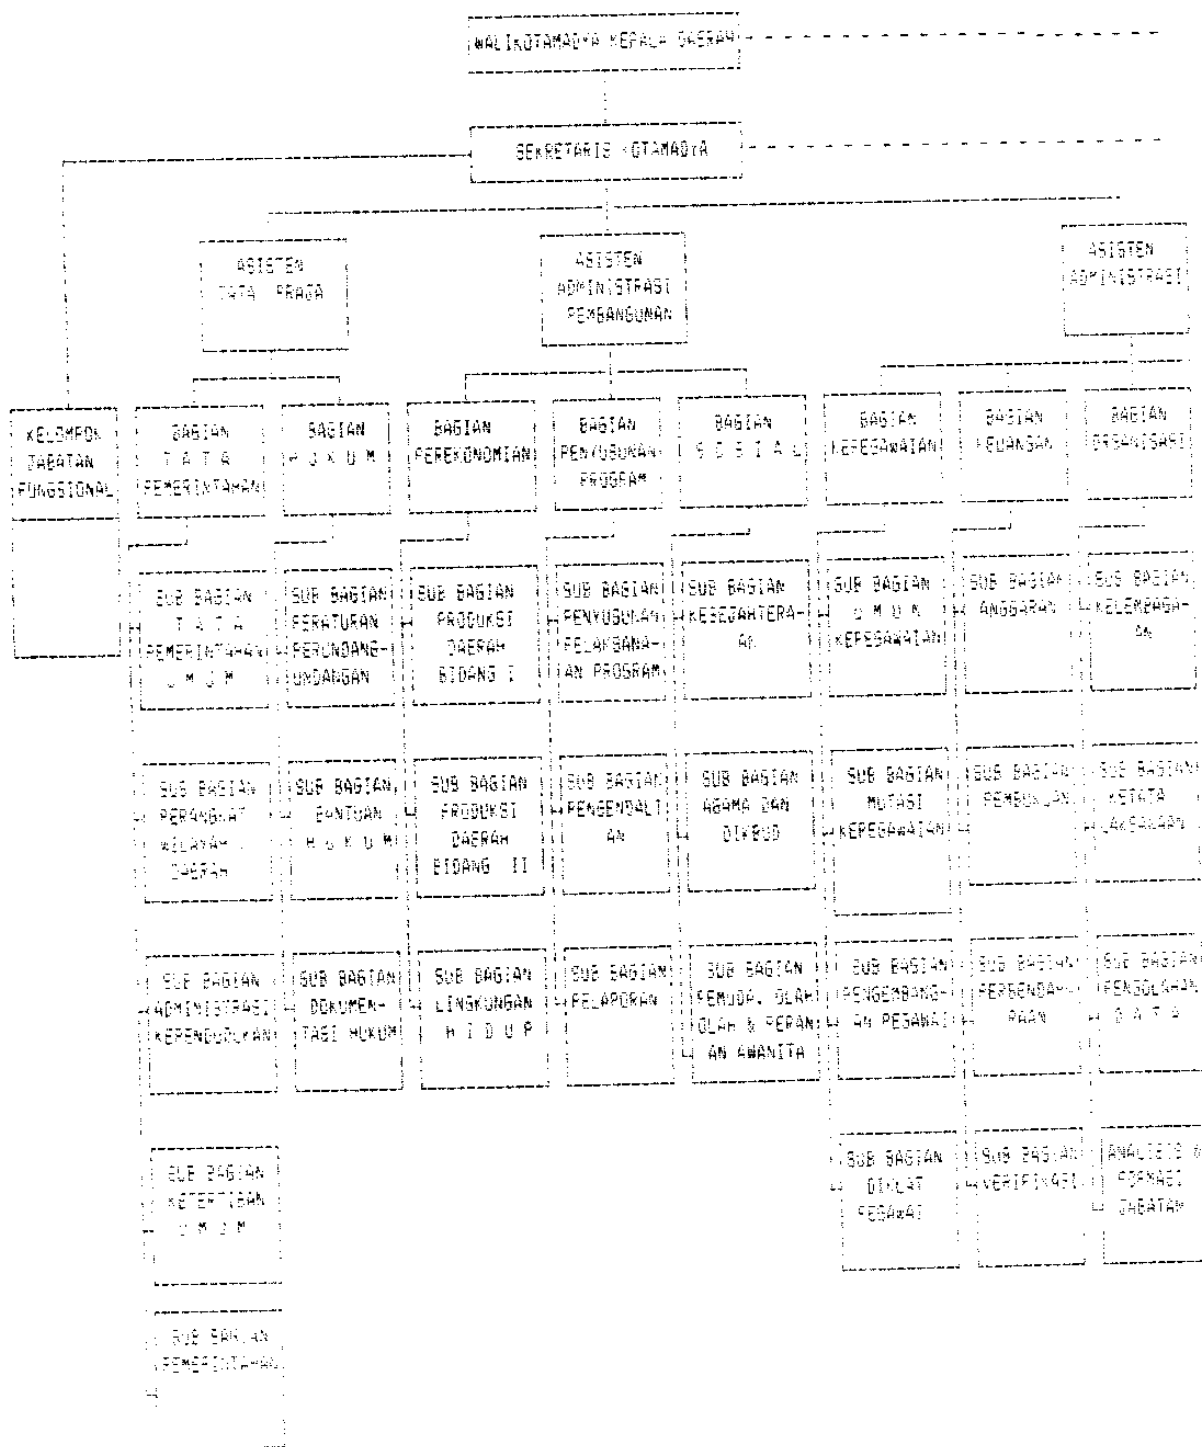 WALIKOTAMADYA KEPALA DAERAH
SEKRETARIS KOTAMADYA
ASISTEN
TATA PRAJA
ASISTEN
ADMINISTRASI
PEMBANGUNAN
ASISTEN
ADMINISTRASI
KELOMPOK
JABATAN
FUNGSIONAL
BAGIAN
T A T A
PEMERINTAHAN
BAGIAN
H U K U M
BAGIAN
PEREKONOMIAN
BAGIAN
PENYUSUNAN
PROGRAM
BAGIAN
S O S I A L
BAGIAN
KEPEGAWAIAN
BAGIAN
KEUANGAN
BAGIAN
ORGANISASI
SUB BAGIAN
T A T A
PEMERINTAHAN
U M U M
SUB BAGIAN
PERATURAN
PERUNDANG-
UNDANGAN
SUB BAGIAN
PRODUKSI
DAERAH
BIDANG I
SUB BAGIAN
PENYUSUNAN
PELAKSANA-
AN PROGRAM
SUB BAGIAN
KESEJAHTERA-
AN
SUB BAGIAN
U M U M
KEPEGAWAIAN
SUB BAGIAN
ANGGARAN
SUB BAGIAN
KELEMBAGA-
AN
SUB BAGIAN
PERANGKAT
WILAYAH
DAERAH
SUB BAGIAN
BANTUAN
H U K U M
SUB BAGIAN
PRODUKSI
DAERAH
BIDANG II
SUB BAGIAN
PENGENDALI
AN
SUB BAGIAN
AGAMA DAN
DIKBUD
SUB BAGIAN
MUTASI
KEPEGAWAIAN
SUB BAGIAN
PEMBUKUAN
SUB BAGIAN
KETATA
SUB BAGIAN
ADMINISTRASI
KEPENDUDUKAN
SUB BAGIAN
DOKUMEN-
TASI HUKUM
SUB BAGIAN
LINGKUNGAN
H I D U P
SUB BAGIAN
PELAPORAN
SUB BAGIAN
PEMUDA, OLAH
OLAH & PERAN
AN AWANITA
SUB BAGIAN
PENGEMBANG-
AN PEGAWAI
SUB BAGIAN
PERBENDAHA-
RAAN
SUB BAGIAN
PENGOLAHAN
D A T A
SUB BAGIAN
KETERTIBAN
U M U M
SUB BAGIAN
DIKLAT
PEGAWAI
SUB BAGIAN
VERIFIKASI
ANALISIS &
FORMASI
JABATAN
SUB BAGIAN
PEMERINTAHAN